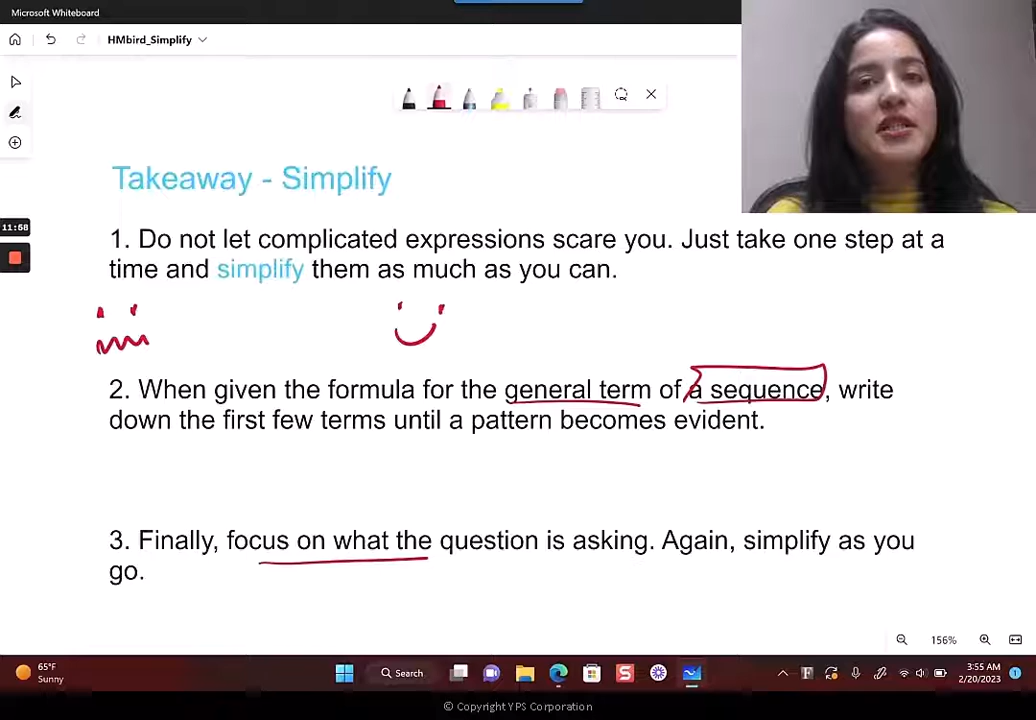 Microsoft Whiteboard
HMbird_Simplify
Takeaway - Simplify
11:58
1. Do not let complicated expressions scare you. Just take one step at a
time and simplify them as much as you can.
2. When given the formula for the general term of a sequence, write
down the first few terms until a pattern becomes evident.
3. Finally, focus on what the question is asking. Again, simplify as you
go.
156%
65°F
Sunny
Search
3:55 AM
2/20/2023
1
© Copyright YPS Corporation